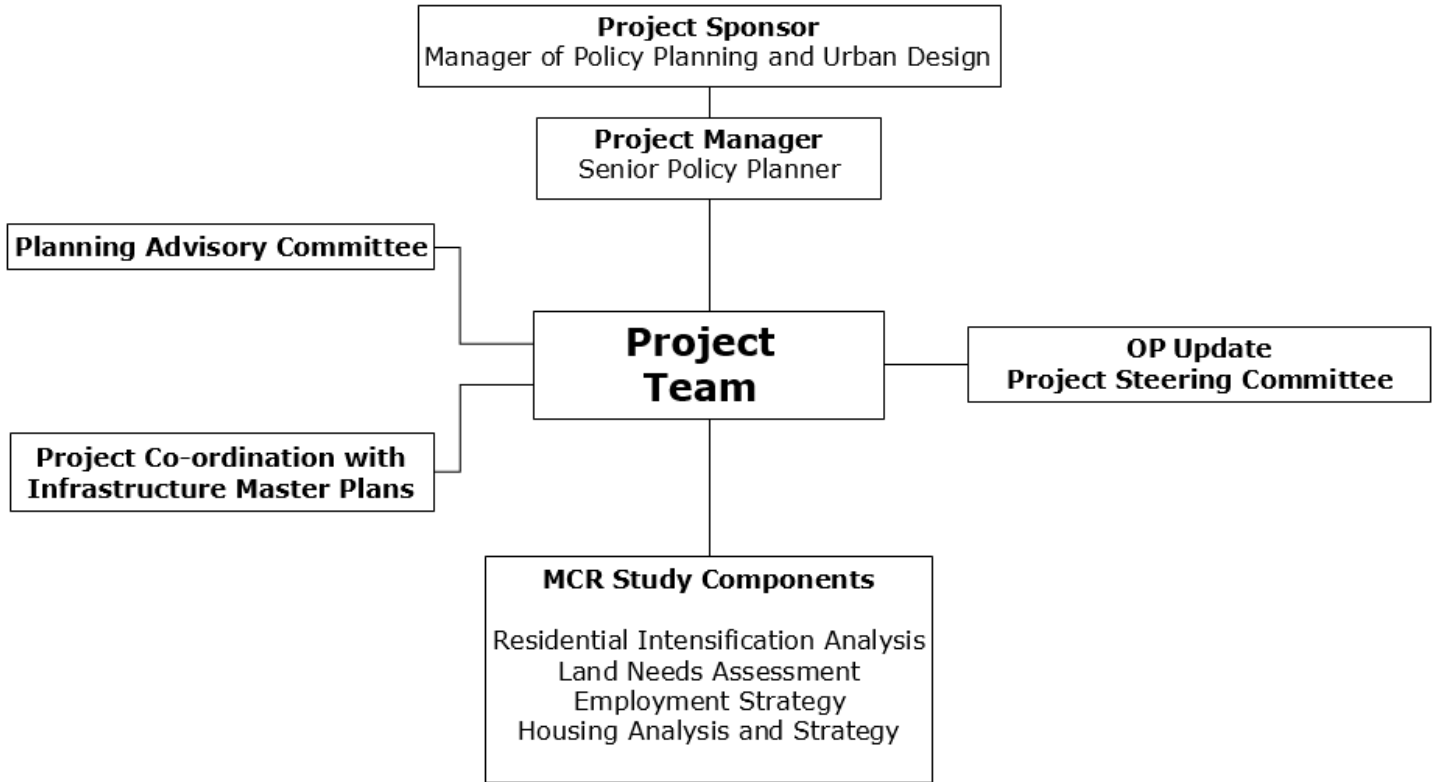 Project Sponsor
Manager of Policy Planning and Urban Design
Project Manager
Senior Policy Planner
Planning Advisory Committee
Project
Team
OP Update
Project Steering Committee
Project Co-ordination with
Infrastructure Master Plans
MCR Study Components
Residential Intensification Analysis
Land Needs Assessment
Employment Strategy
Housing Analysis and Strategy